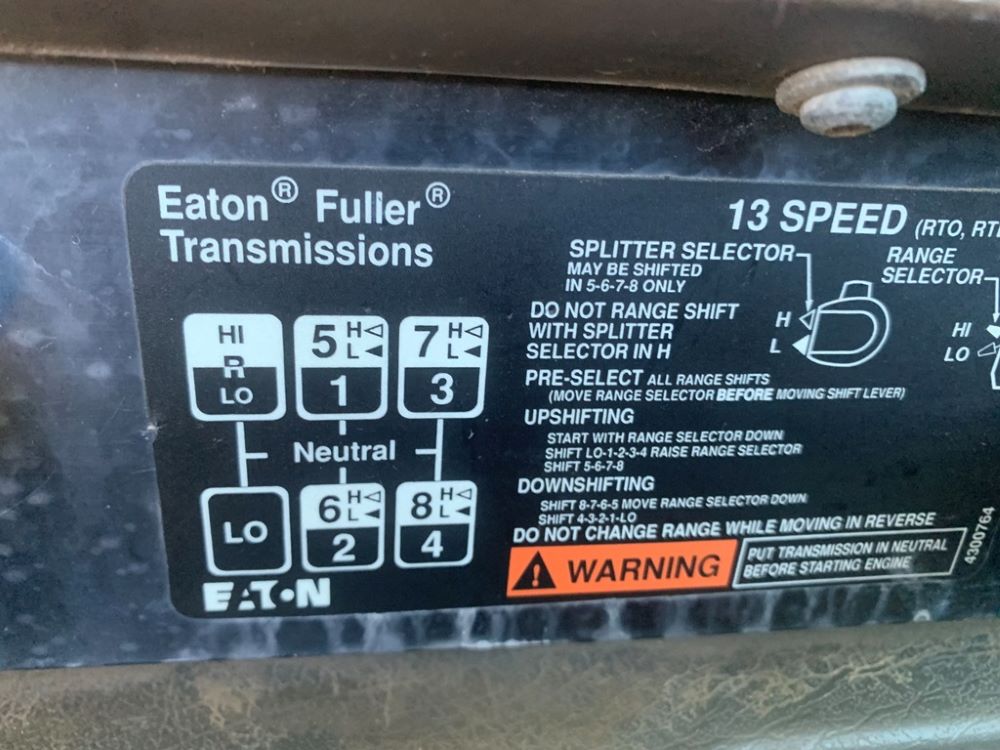 Eaton® Fuller®
Transmissions
HI
R
LO
5 H
L
1
7 H
L
3
Neutral
LO
6 H
L
2
8 H
L
4
EATON
13 SPEED (RTO,
SPLITTER SELECTOR
MAY BE SHIFTED
IN 5-6-7-8 ONLY
RANGE
SELECTOR
DO NOT RANGE SHIFT
WITH SPLITTER
SELECTOR IN H
H
L
HI
LO
PRE-SELECT ALL RANGE SHIFTS
(MOVE RANGE SELECTOR BEFORE MOVING SHIFT LEVER)
UPSHIFTING
START WITH RANGE SELECTOR DOWN
SHIFT LO-1-2-3-4 RAISE RANGE SELECTOR
SHIFT 5-6-7-8
DOWNSHIFTING
SHIFT 8-7-6-5 MOVE RANGE SELECTOR DOWN
SHIFT 4-3-2-1-LO
DO NOT CHANGE RANGE WHILE MOVING IN REVERSE
WARNING
PUT TRANSMISSION IN NEUTRAL
BEFORE STARTING ENGINE
4300764